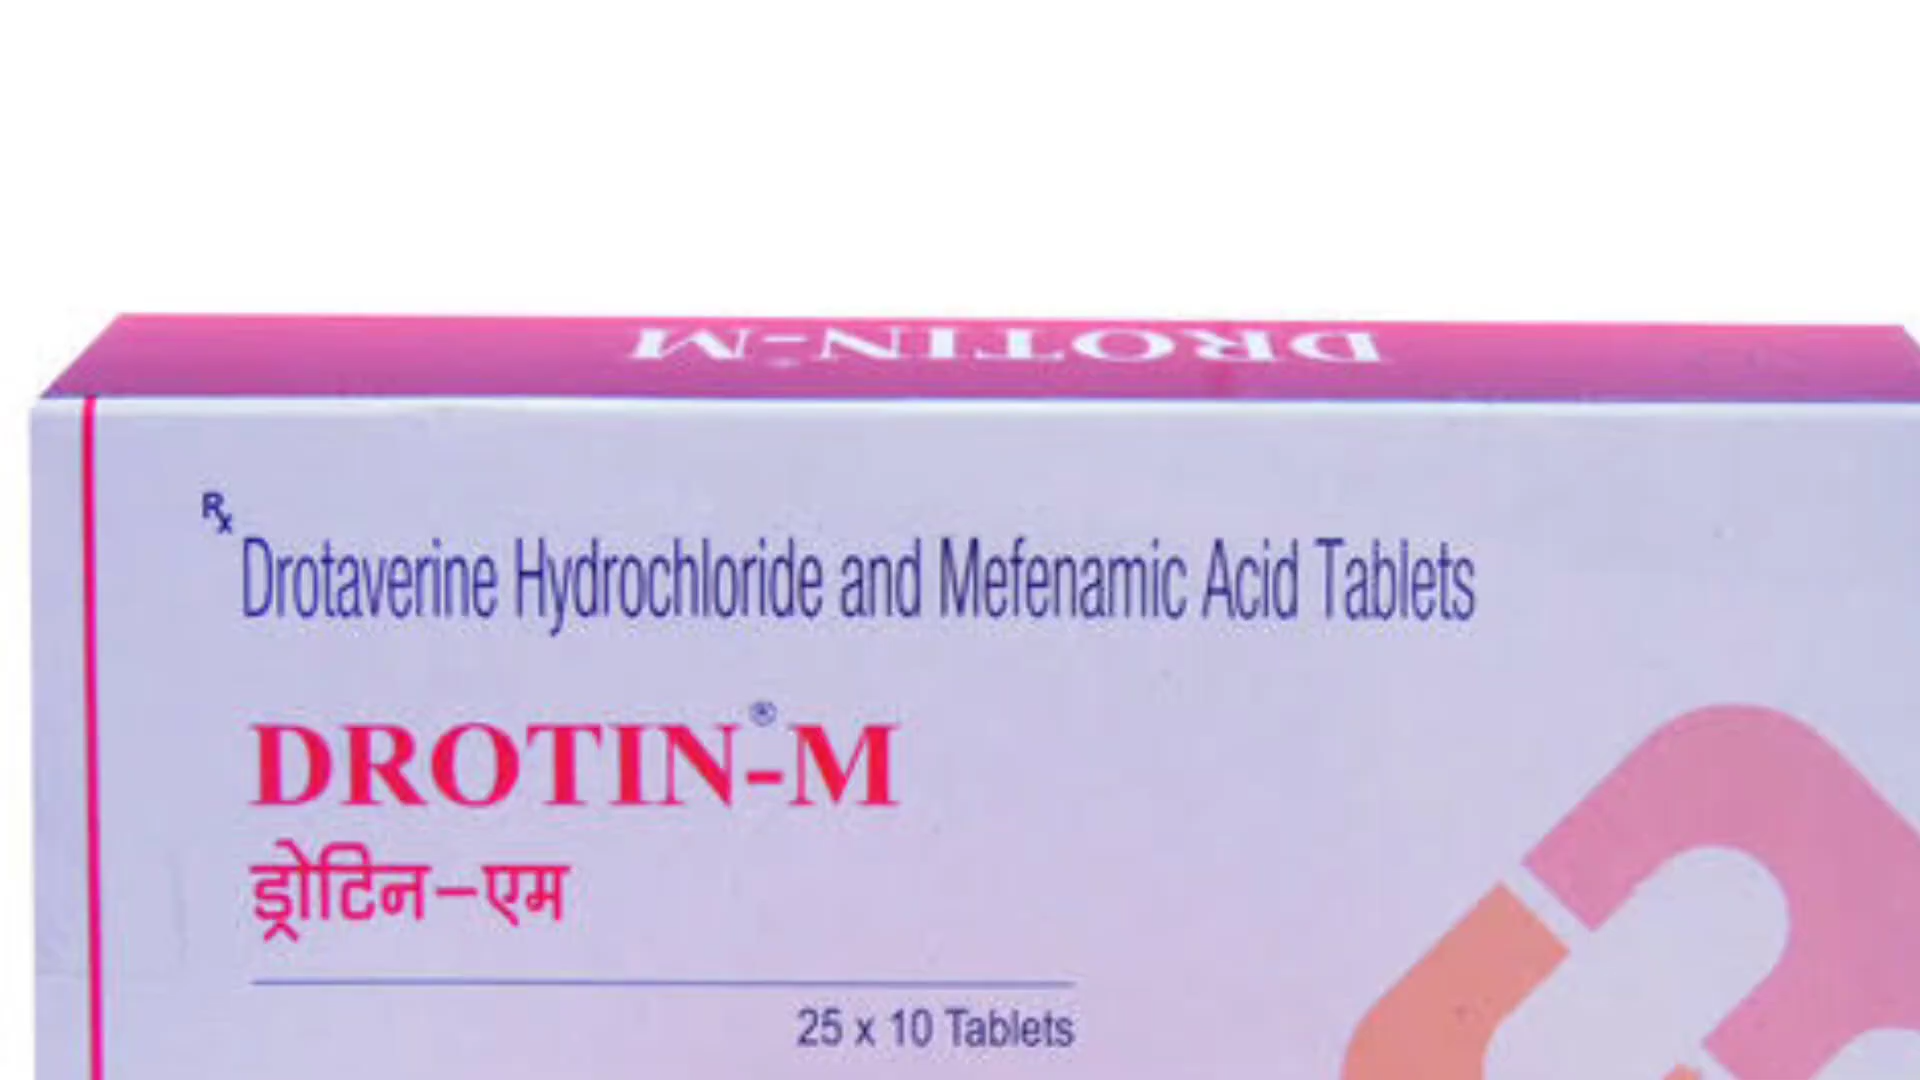 DROTIN-M
Rx
Drotaverine Hydrochloride and Mefenamic Acid Tablets
DROTIN®-M
ड्रोटिन-एम
25 x 10 Tablets